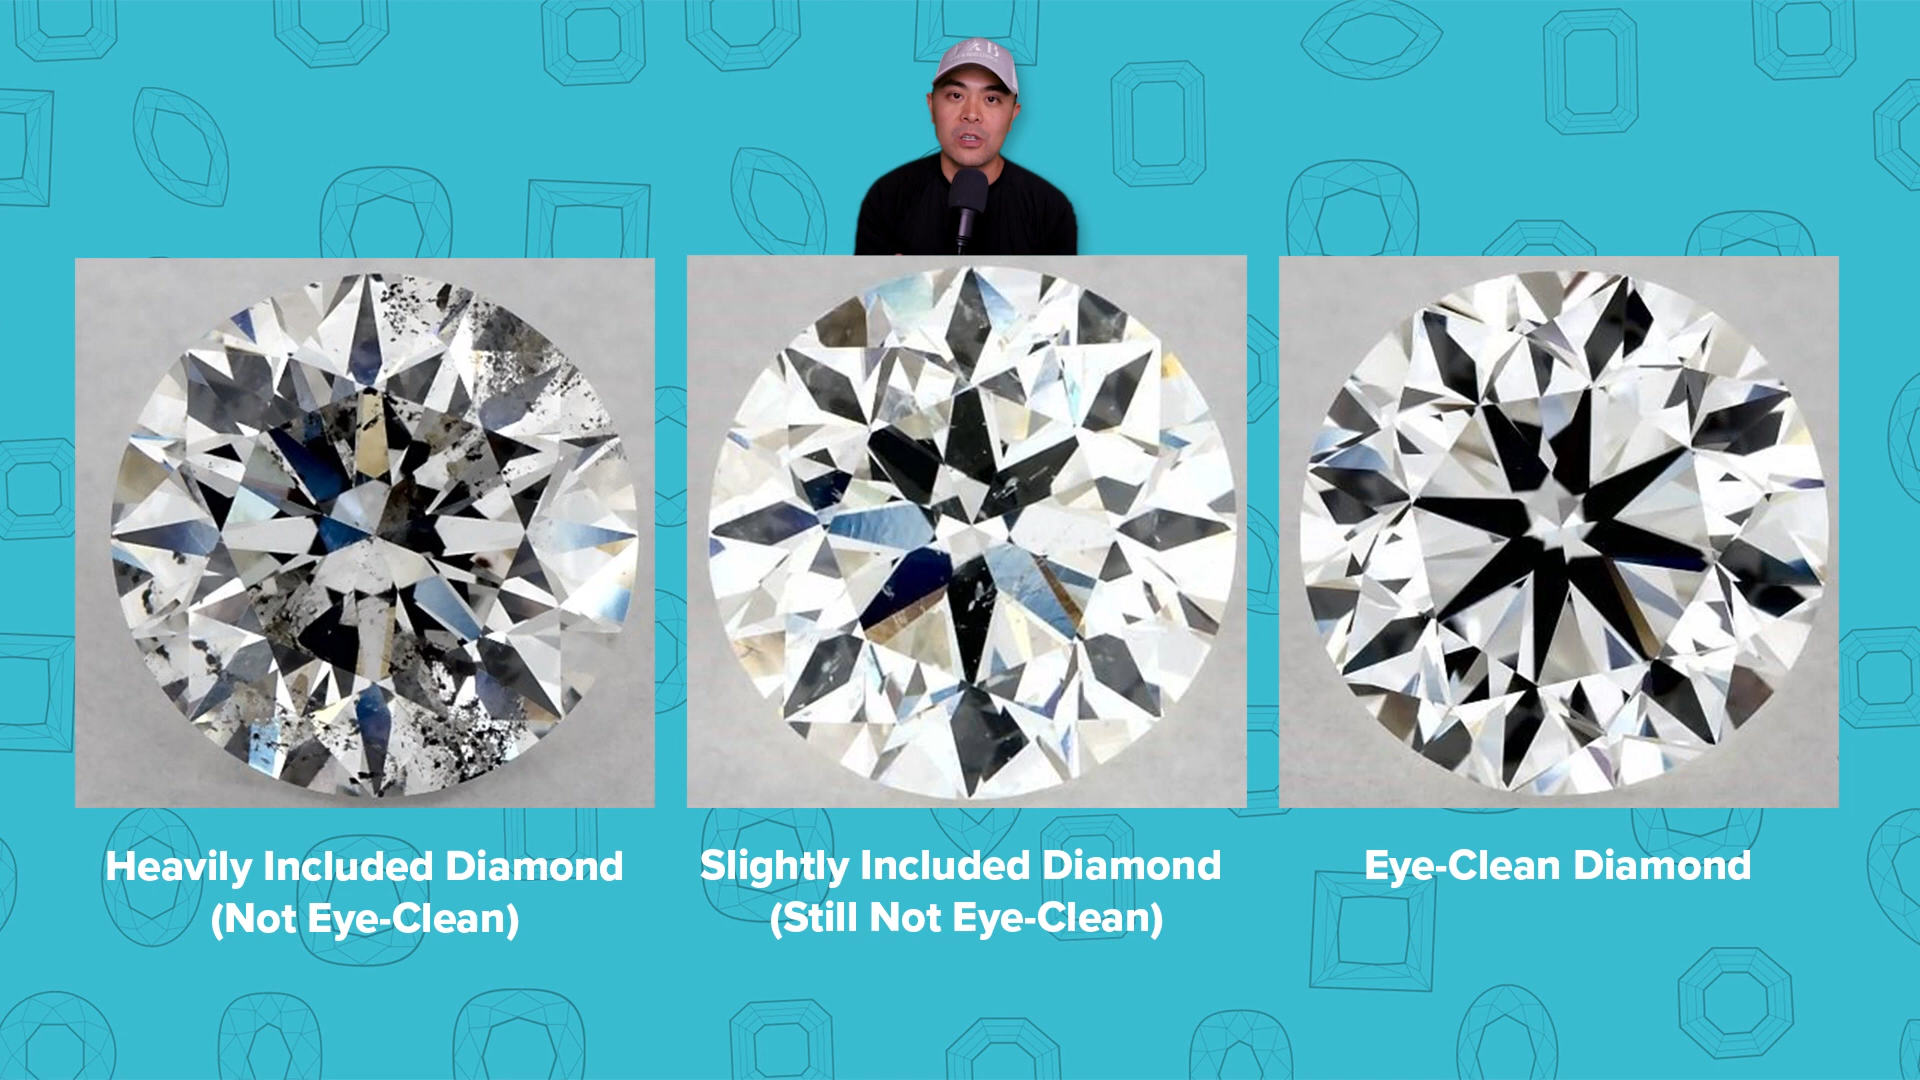 Heavily Included Diamond
(Not Eye-Clean)
Slightly Included Diamond
(Still Not Eye-Clean)
Eye-Clean Diamond